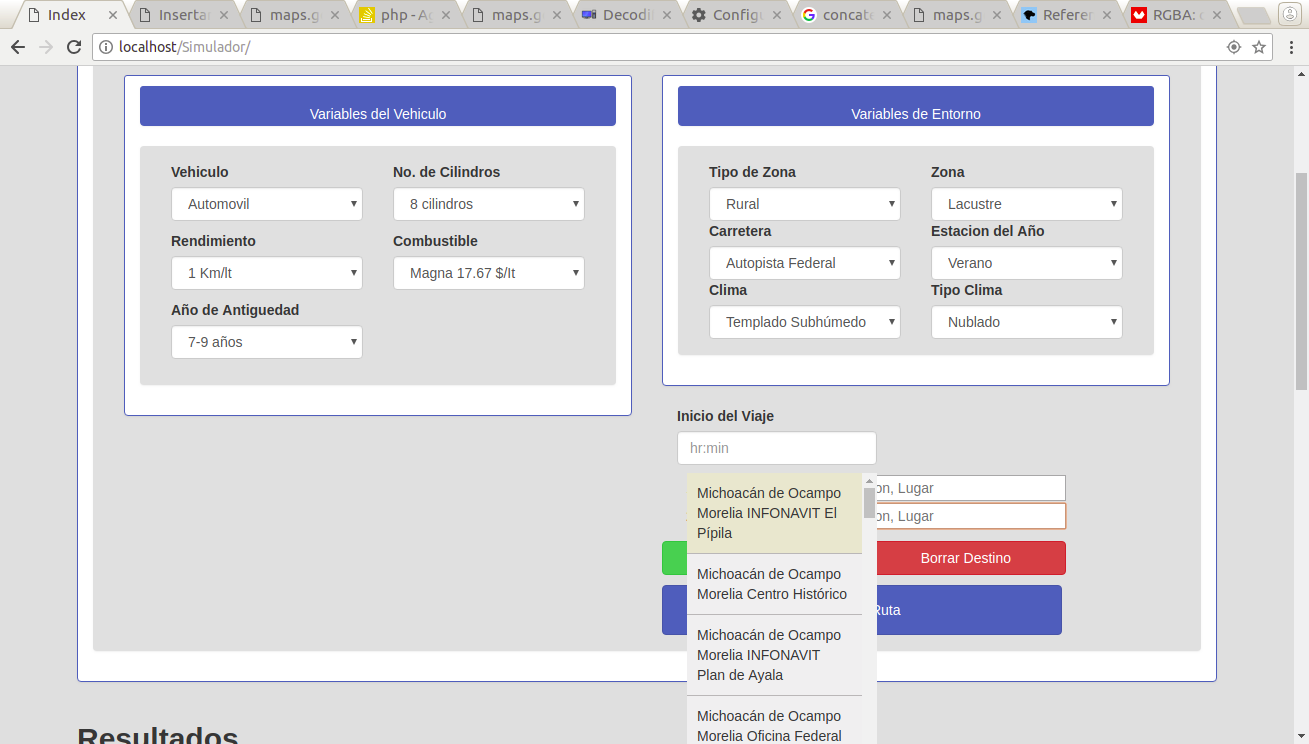 Index
Insertar
maps.g
php - Ag
maps.g
Decodin
Configu
concate
maps.g
Referen
RGBA: c
localhost/Simulador/
Variables del Vehiculo
Variables de Entorno
Vehiculo
No. de Cilindros
Automovil
8 cilindros
Rendimiento
Combustible
1 Km/lt
Magna 17.67 $/lt
Año de Antiguedad
7-9 años
Tipo de Zona
Zona
Rural
Lacustre
Carretera
Estacion del Año
Autopista Federal
Verano
Clima
Tipo Clima
Templado Subhúmedo
Nublado
Inicio del Viaje
hr:min
on, Lugar
on, Lugar
Borrar Destino
Ruta
Michoacán de Ocampo
Morelia INFONAVIT El
Pípila
Michoacán de Ocampo
Morelia Centro Histórico
Michoacán de Ocampo
Morelia INFONAVIT
Plan de Ayala
Michoacán de Ocampo
Morelia Oficina Federal
Resultados